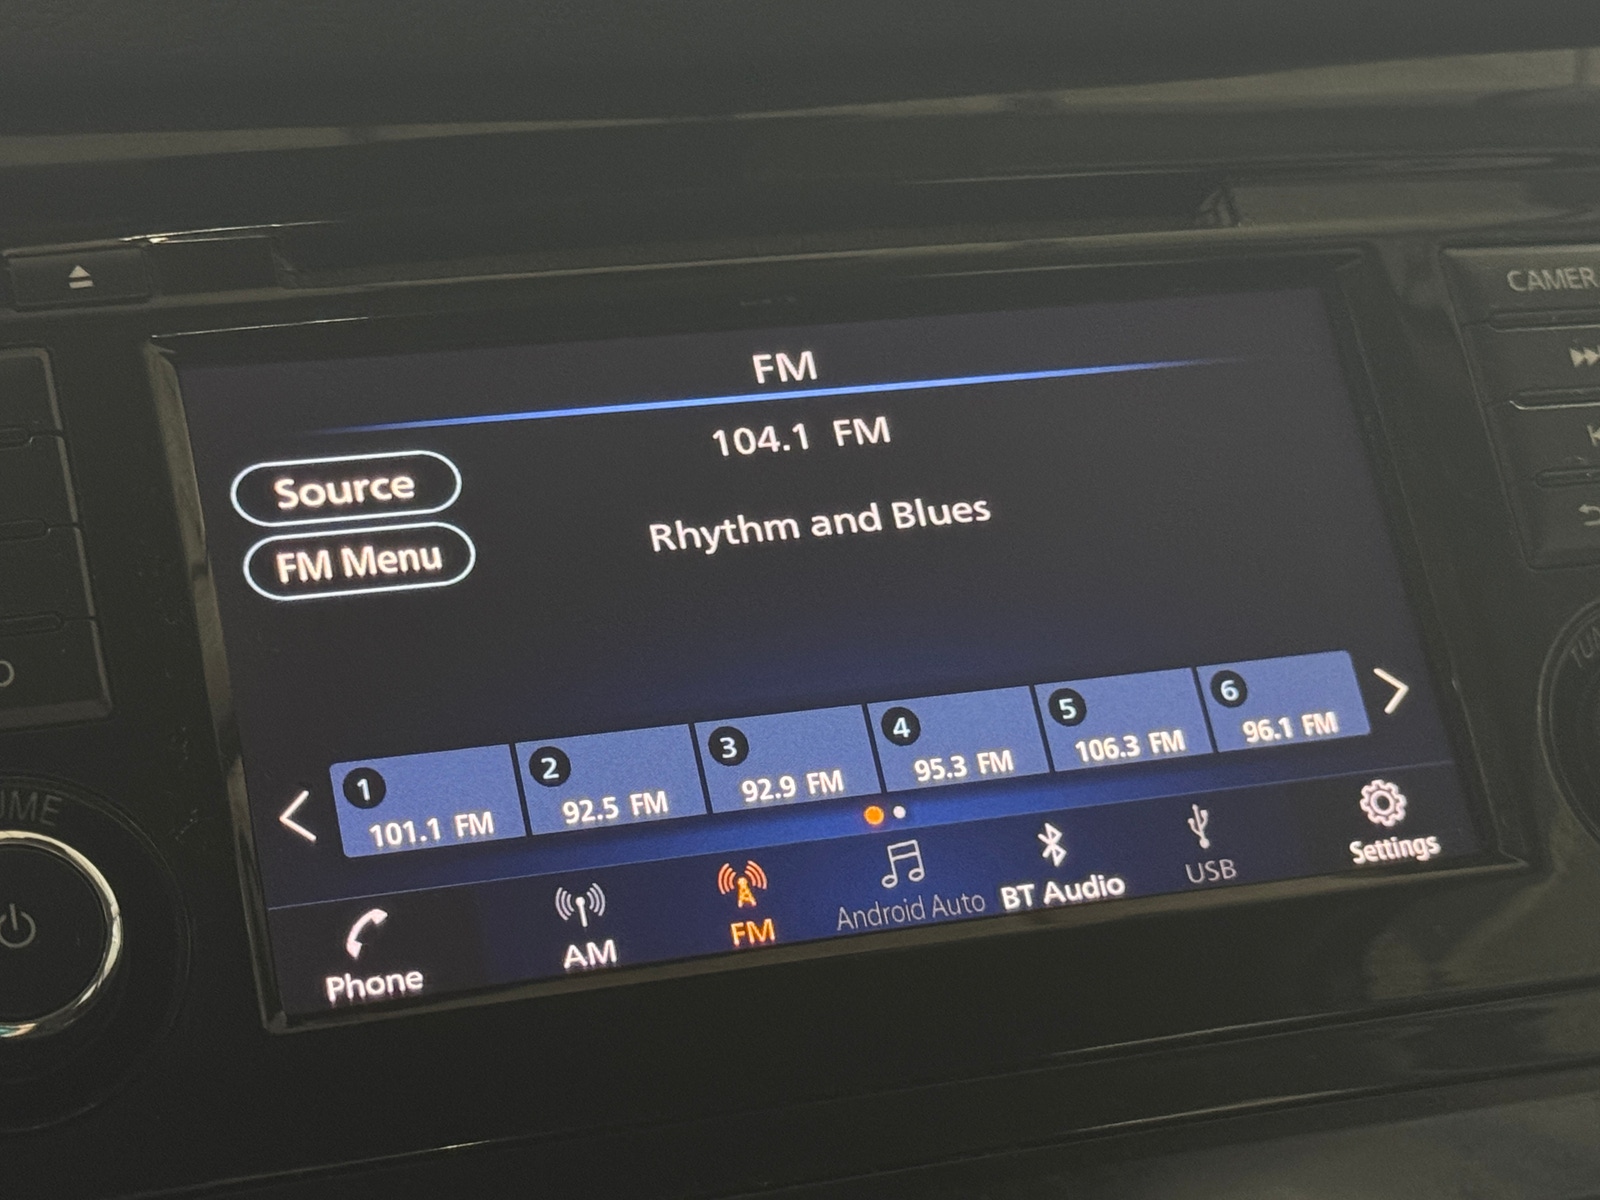 CAMER
FM
104.1 FM
Source
Rhythm and Blues
FM Menu
1 101.1 FM
2 92.5 FM
3 92.9 FM
4 95.3 FM
5 106.3 FM
6 96.1 FM
Phone
AM
FM
Android Auto
BT Audio
USB
Settings
UME
TUN